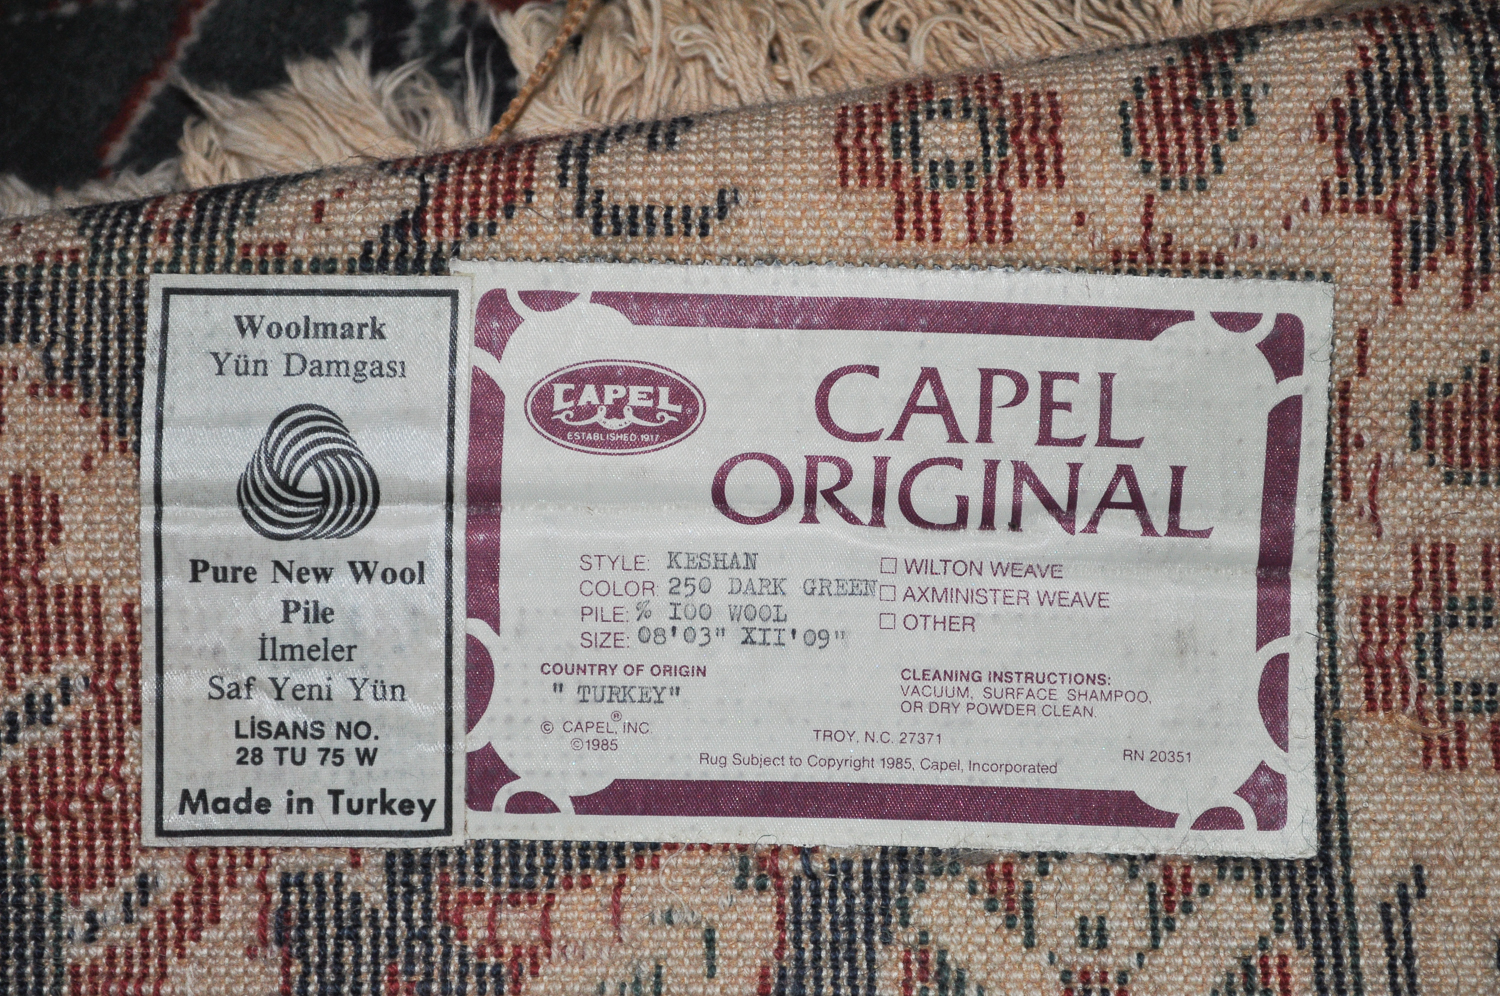 Woolmark
Yün Damgası
Pure New Wool
Pile
İlmeler
Saf Yeni Yün
LİSANS NO.
28 TU 75 W
Made in Turkey
CAPEL
ESTABLISHED 1917
CAPEL
ORIGINAL
STYLE: KESHAN
COLOR: 250 DARK GREEN
PILE: % I00 WOOL
SIZE: 08'03" XII'09"
☐ WILTON WEAVE
☐ AXMINISTER WEAVE
☐ OTHER
COUNTRY OF ORIGIN
" TURKEY"
© CAPEL,® INC.
©1985
CLEANING INSTRUCTIONS:
VACUUM, SURFACE SHAMPOO,
OR DRY POWDER CLEAN.
TROY, N.C. 27371
Rug Subject to Copyright 1985, Capel, Incorporated
RN 20351